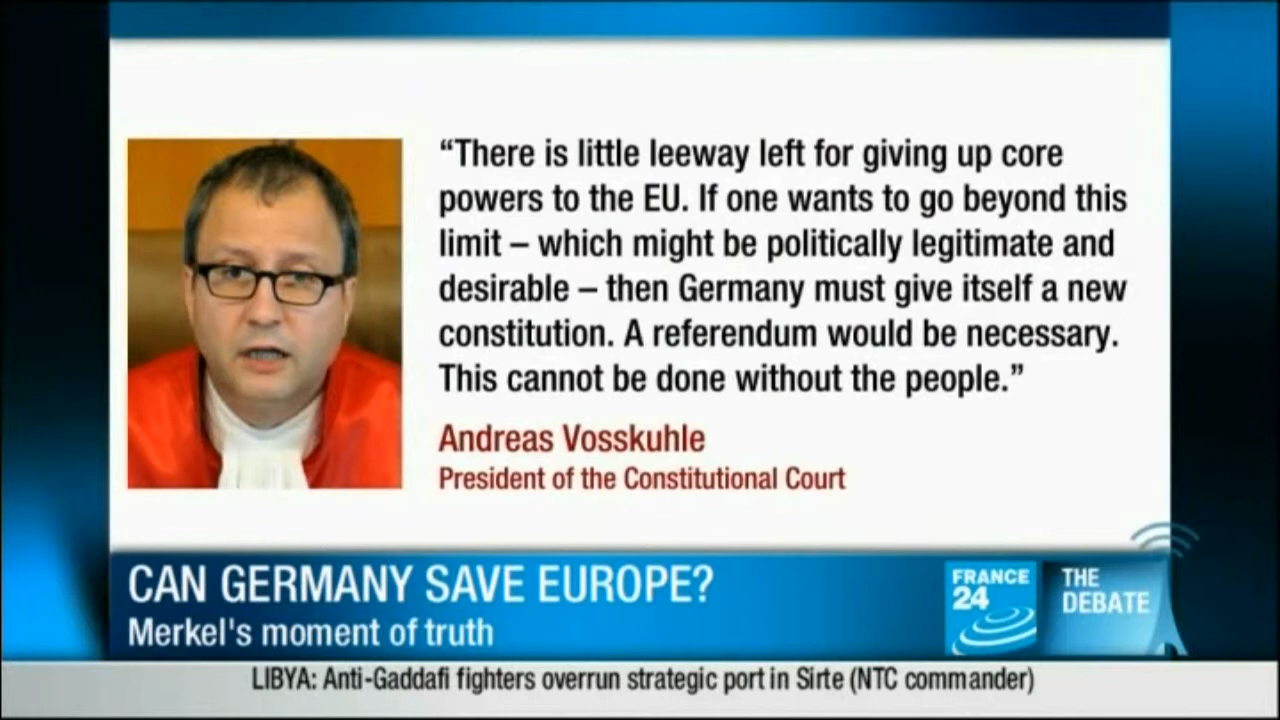 “There is little leeway left for giving up core
powers to the EU. If one wants to go beyond this
limit – which might be politically legitimate and
desirable – then Germany must give itself a new
constitution. A referendum would be necessary.
This cannot be done without the people.”
Andreas Vosskuhle
President of the Constitutional Court
CAN GERMANY SAVE EUROPE?
Merkel's moment of truth
FRANCE
24
THE
DEBATE
LIBYA: Anti-Gaddafi fighters overrun strategic port in Sirte (NTC commander)